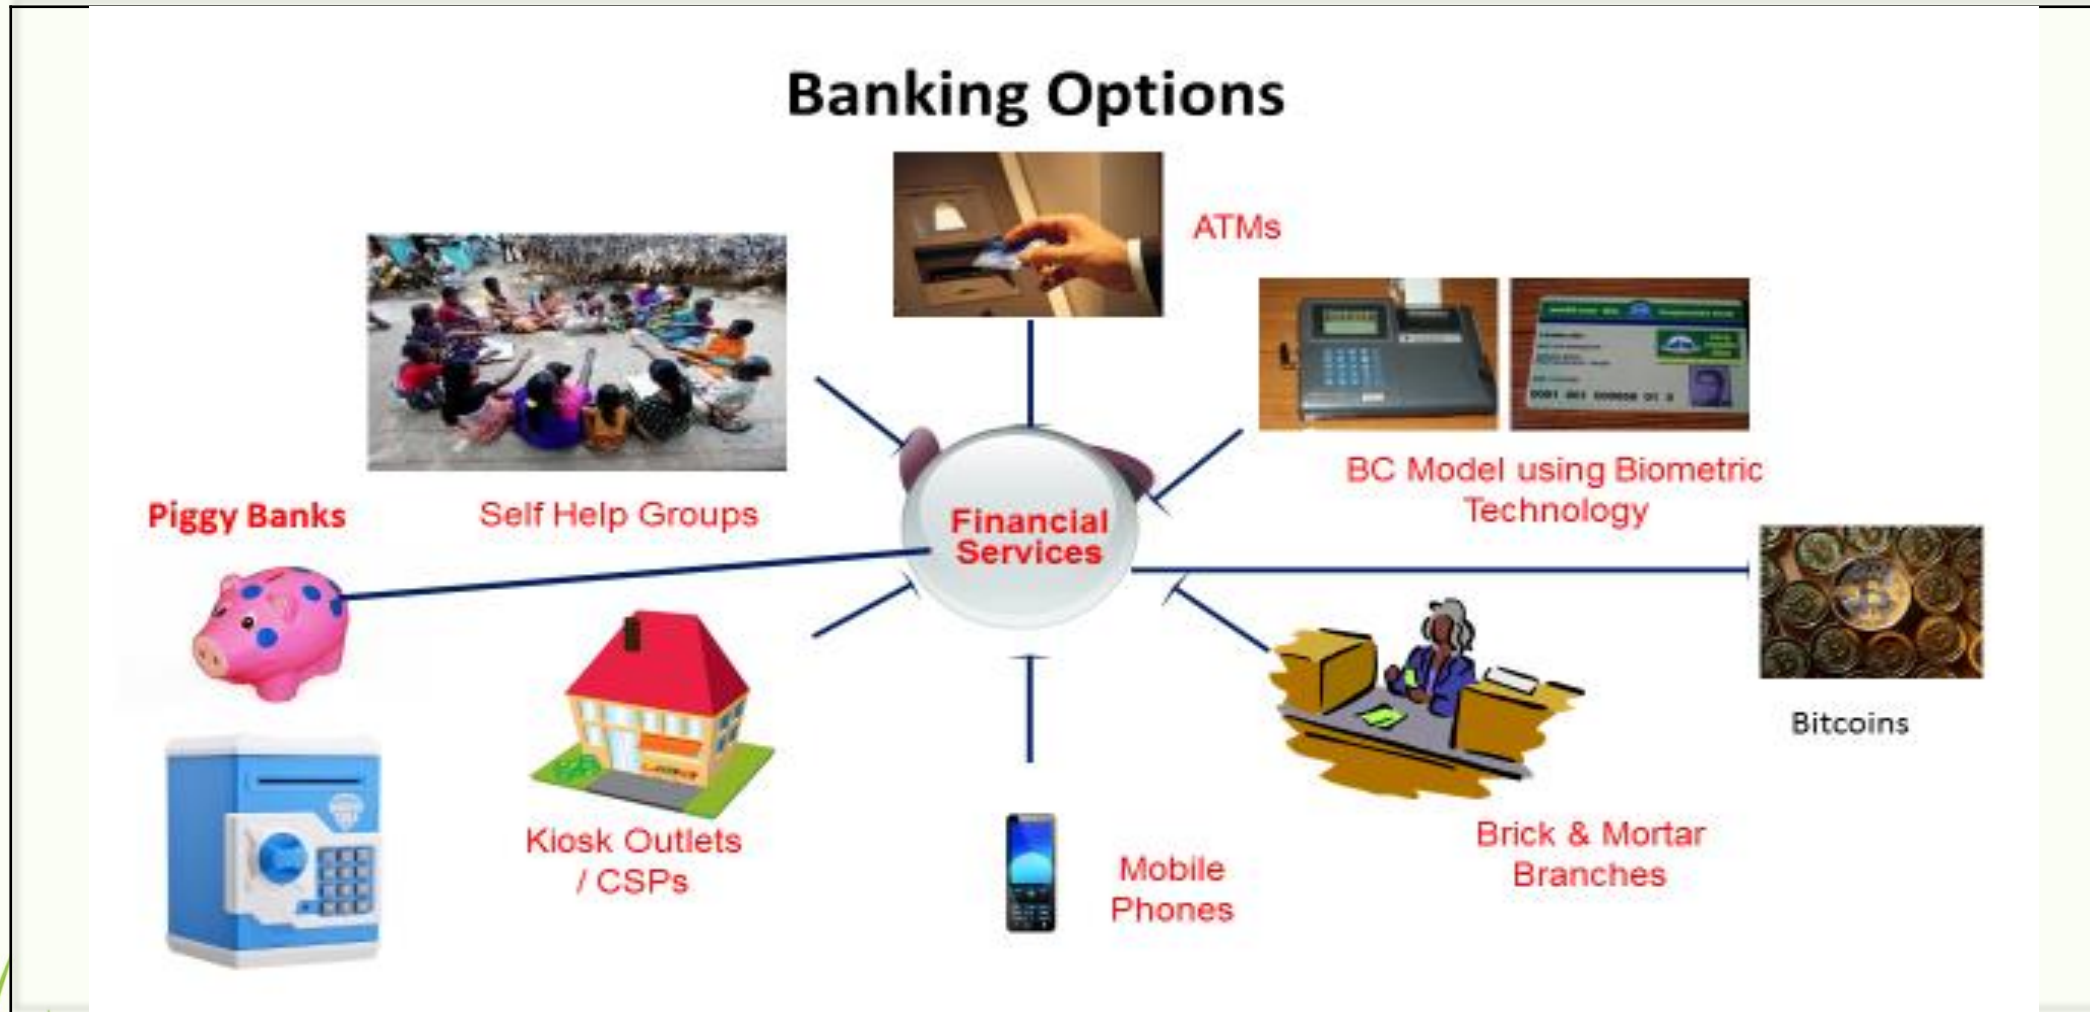 Banking Options
ATMs
BC Model using Biometric
Technology
Piggy Banks
Self Help Groups
Financial
Services
Bitcoins
Kiosk Outlets
/ CSPs
Mobile
Phones
Brick & Mortar
Branches